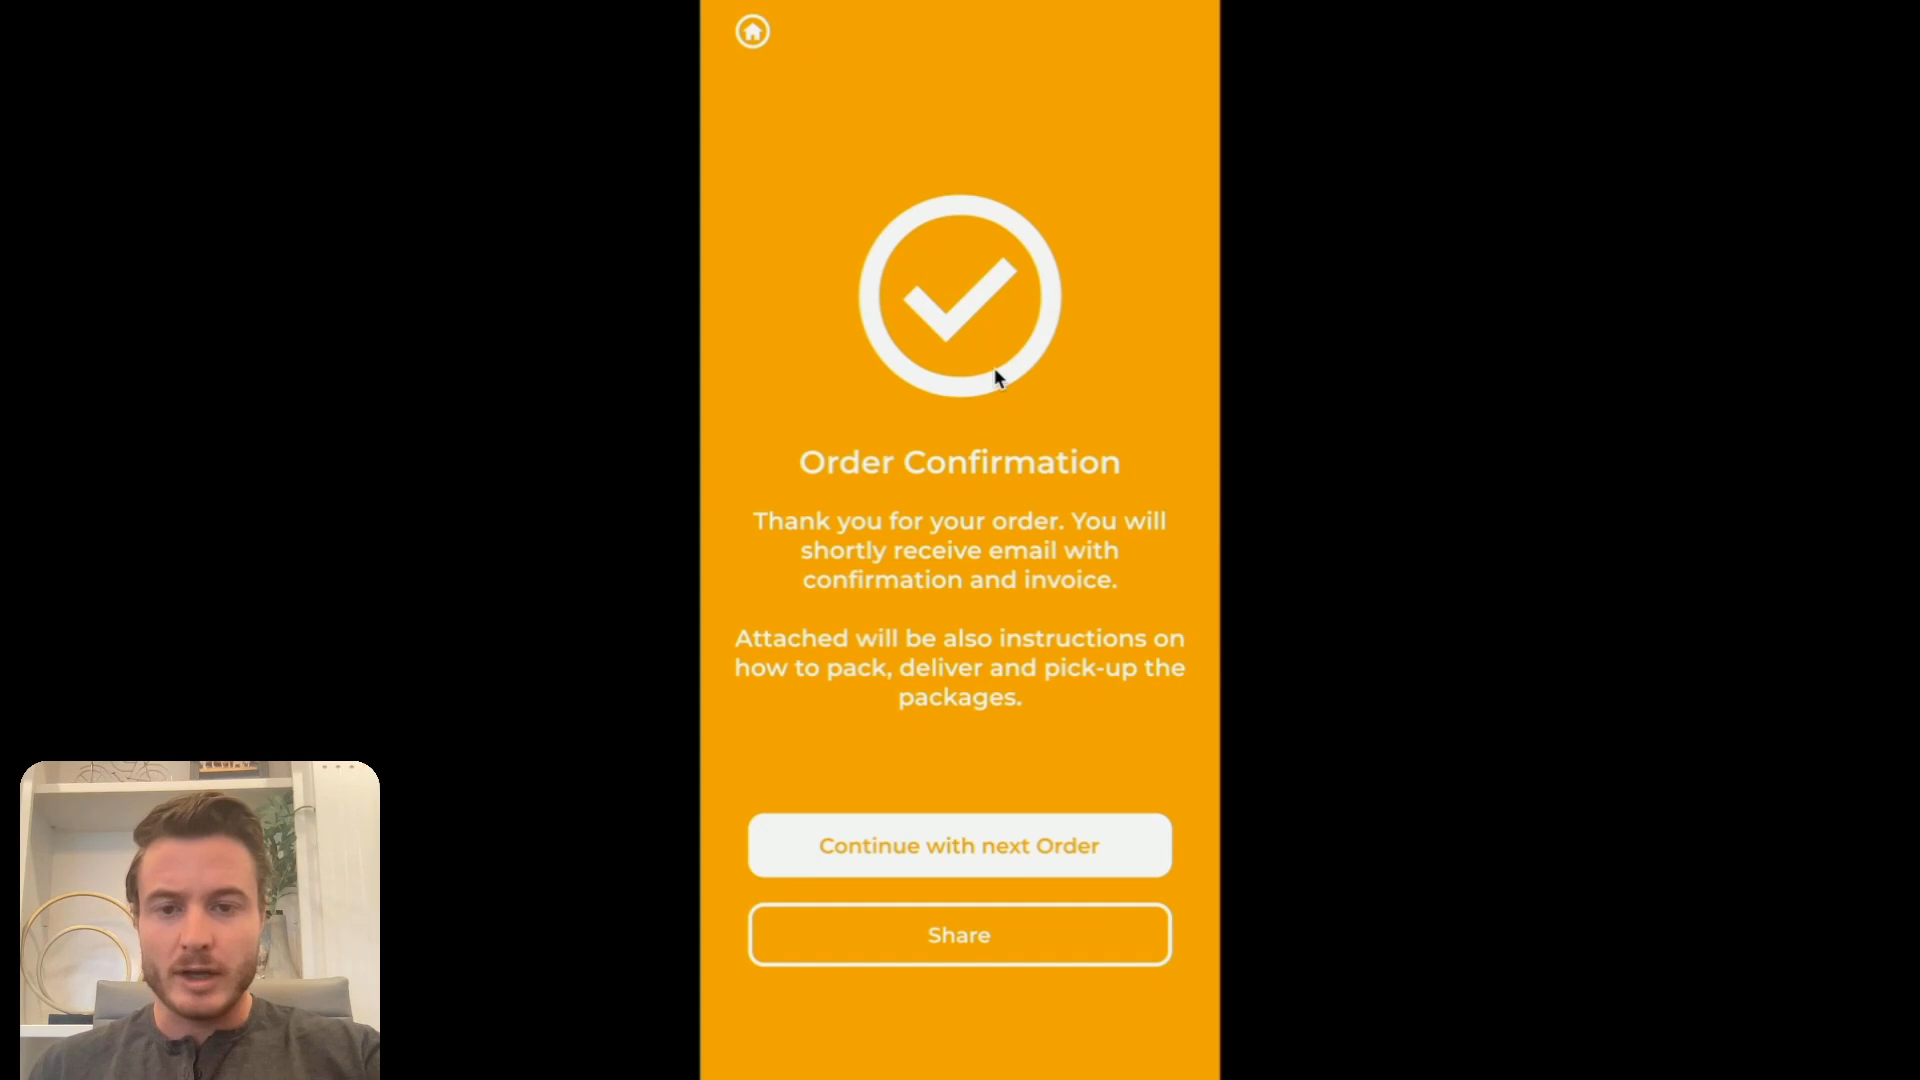 Order Confirmation
Thank you for your order. You will
shortly receive email with
confirmation and invoice.
Attached will be also instructions on
how to pack, deliver and pick-up the
packages.
Continue with next Order
Share